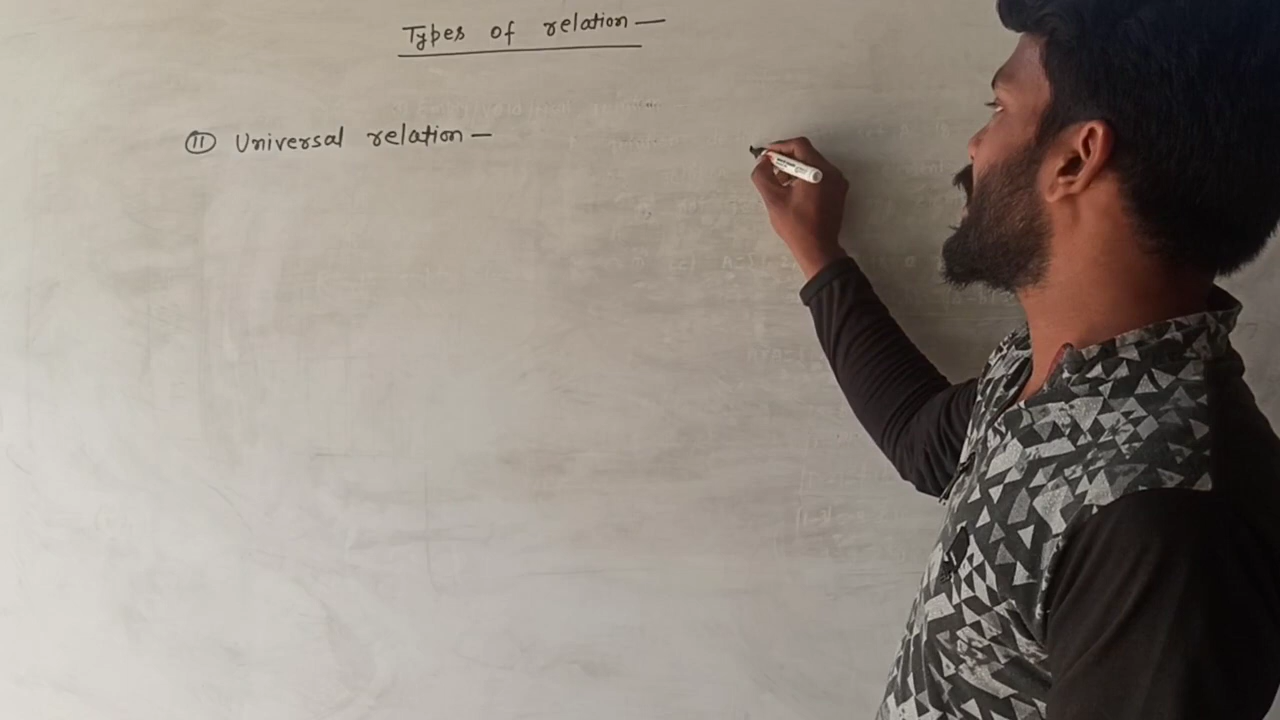 Types of relation —
(II) Universal relation —